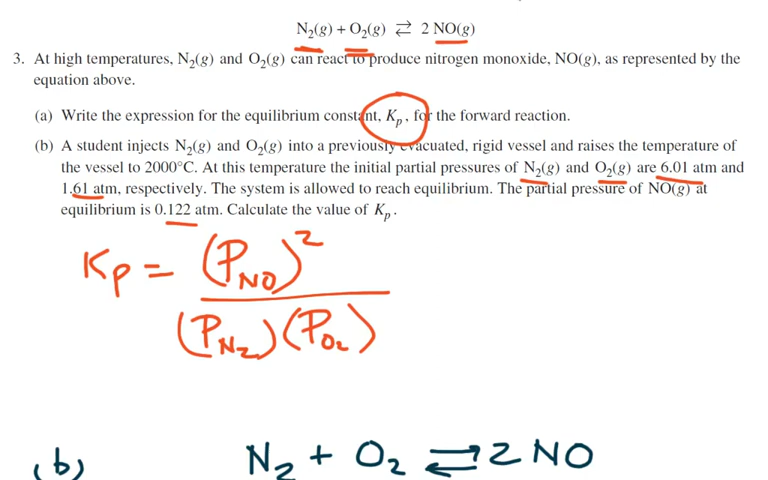 N₂(g) + O₂(g) ⇄ 2 NO(g)
3. At high temperatures, N₂(g) and O₂(g) can react to produce nitrogen monoxide, NO(g), as represented by the
equation above.
(a) Write the expression for the equilibrium constant, Kₚ, for the forward reaction.
(b) A student injects N₂(g) and O₂(g) into a previously evacuated, rigid vessel and raises the temperature of
the vessel to 2000°C. At this temperature the initial partial pressures of N₂(g) and O₂(g) are 6.01 atm and
1.61 atm, respectively. The system is allowed to reach equilibrium. The partial pressure of NO(g) at
equilibrium is 0.122 atm. Calculate the value of Kₚ.
Kp = (P_NO)²
(P_N₂)(P_O₂)
(b) N₂ + O₂ ⇄ 2 NO